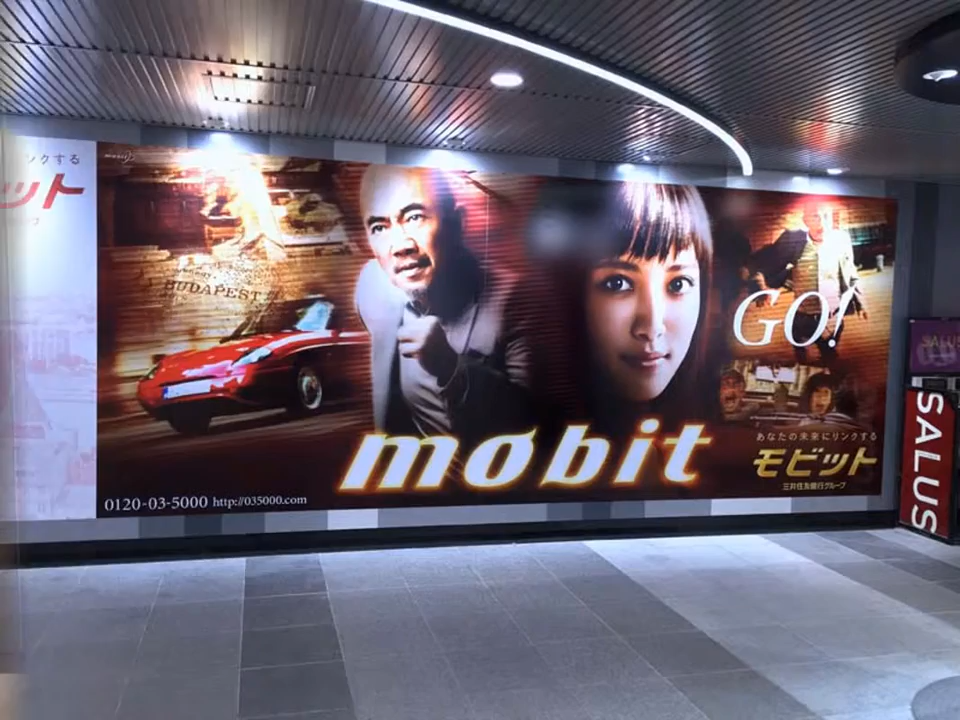 ンクする
ット
mobit
BUDAPEST
GO!
mobit
あなたの未来にリンクする
モビット
三井住友銀行グループ
0120-03-5000 http://035000.com
SALUS
SALUS